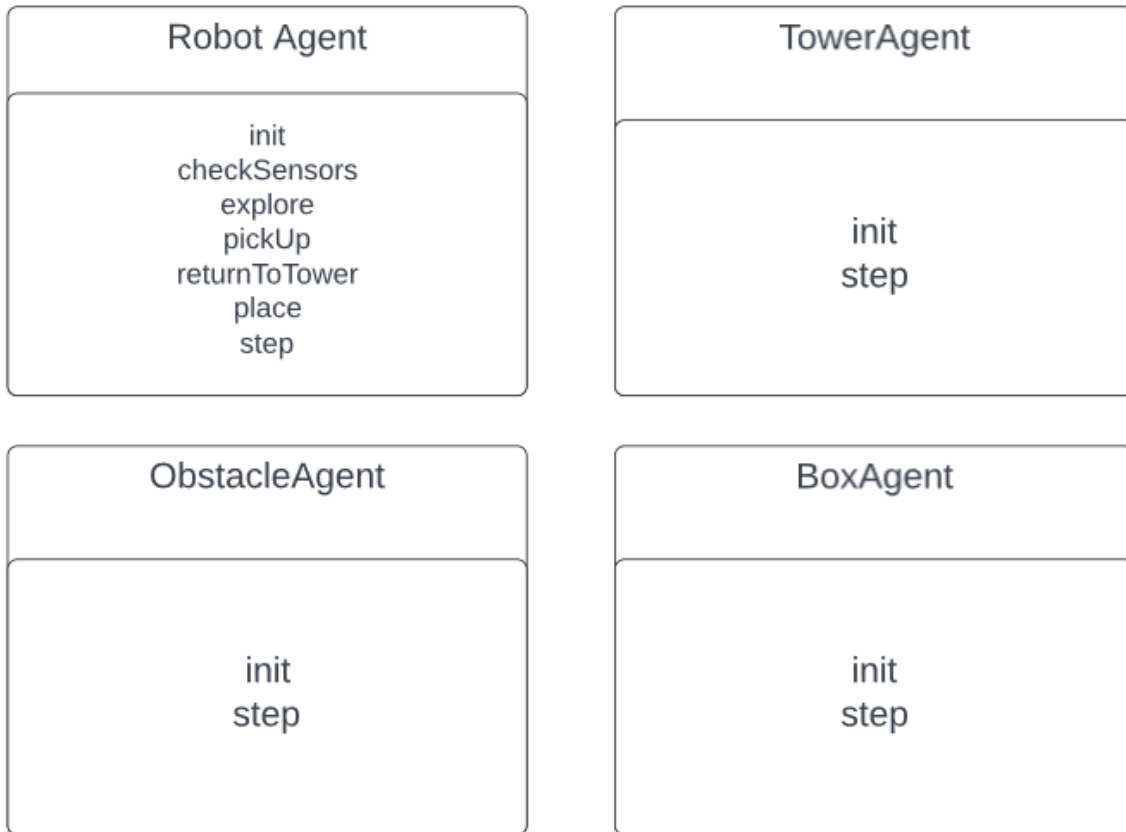 Robot Agent
init
checkSensors
explore
pickUp
returnToTower
place
step
TowerAgent
init
step
ObstacleAgent
init
step
BoxAgent
init
step